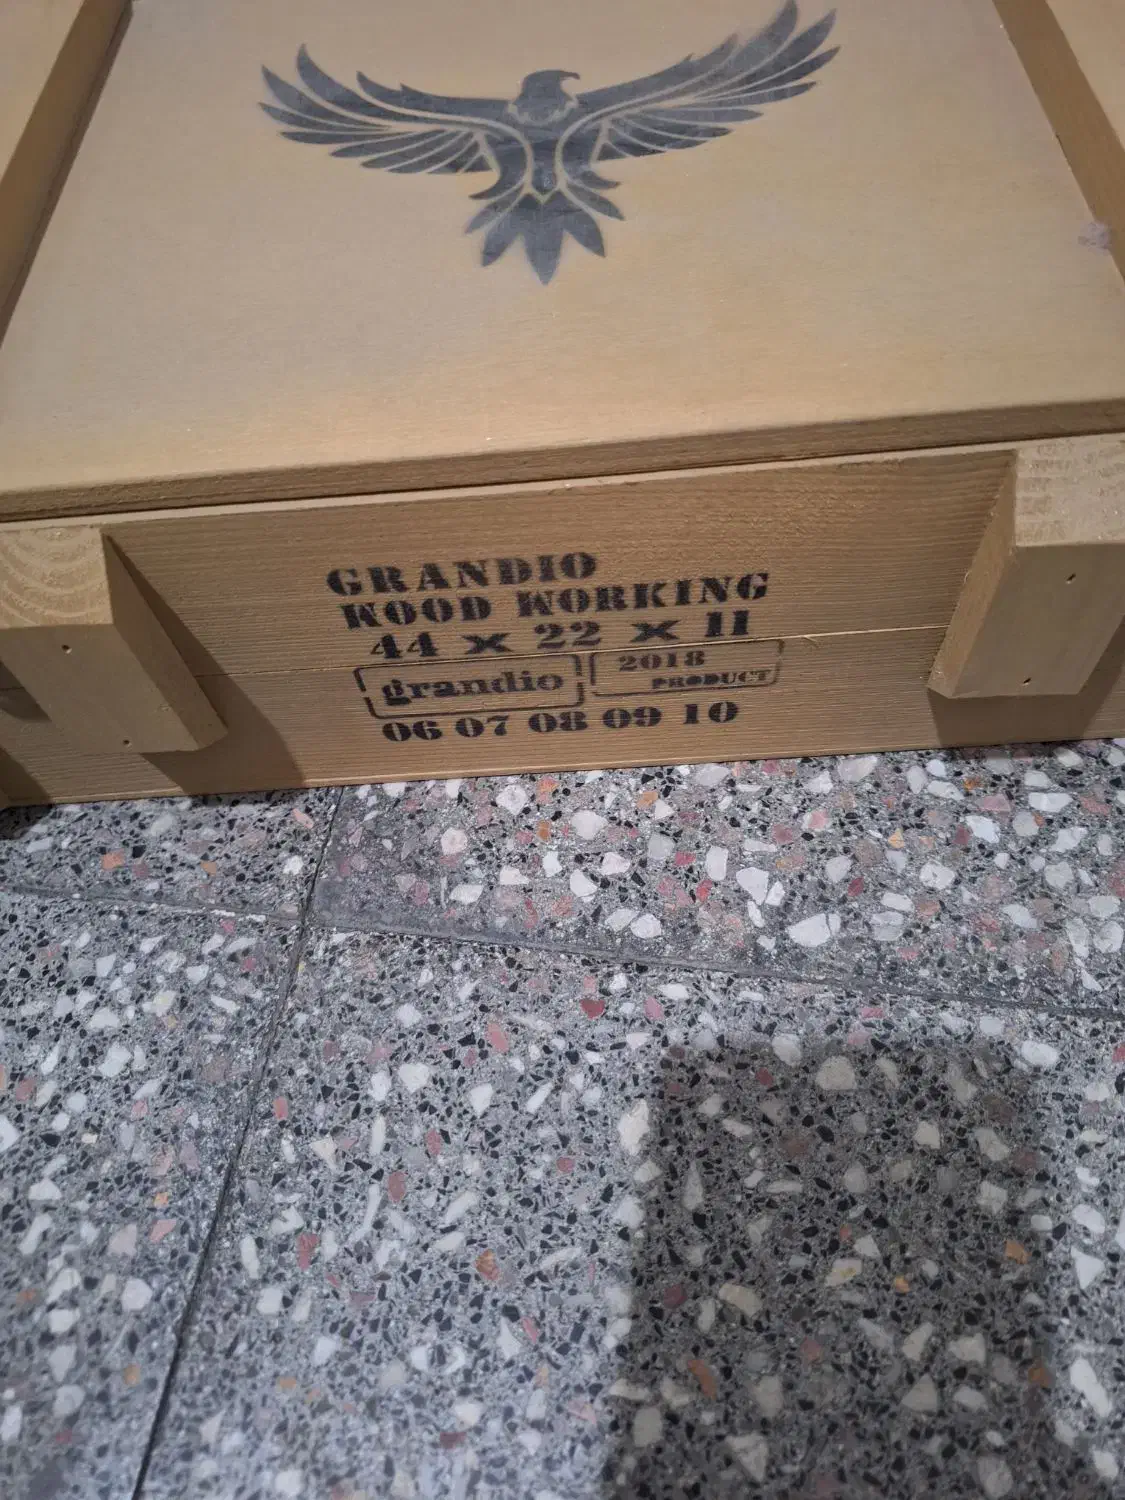 GRANDIO
WOOD WORKING
44 x 22 x 11
grandio 2018
PRODUCT
06 07 08 09 10